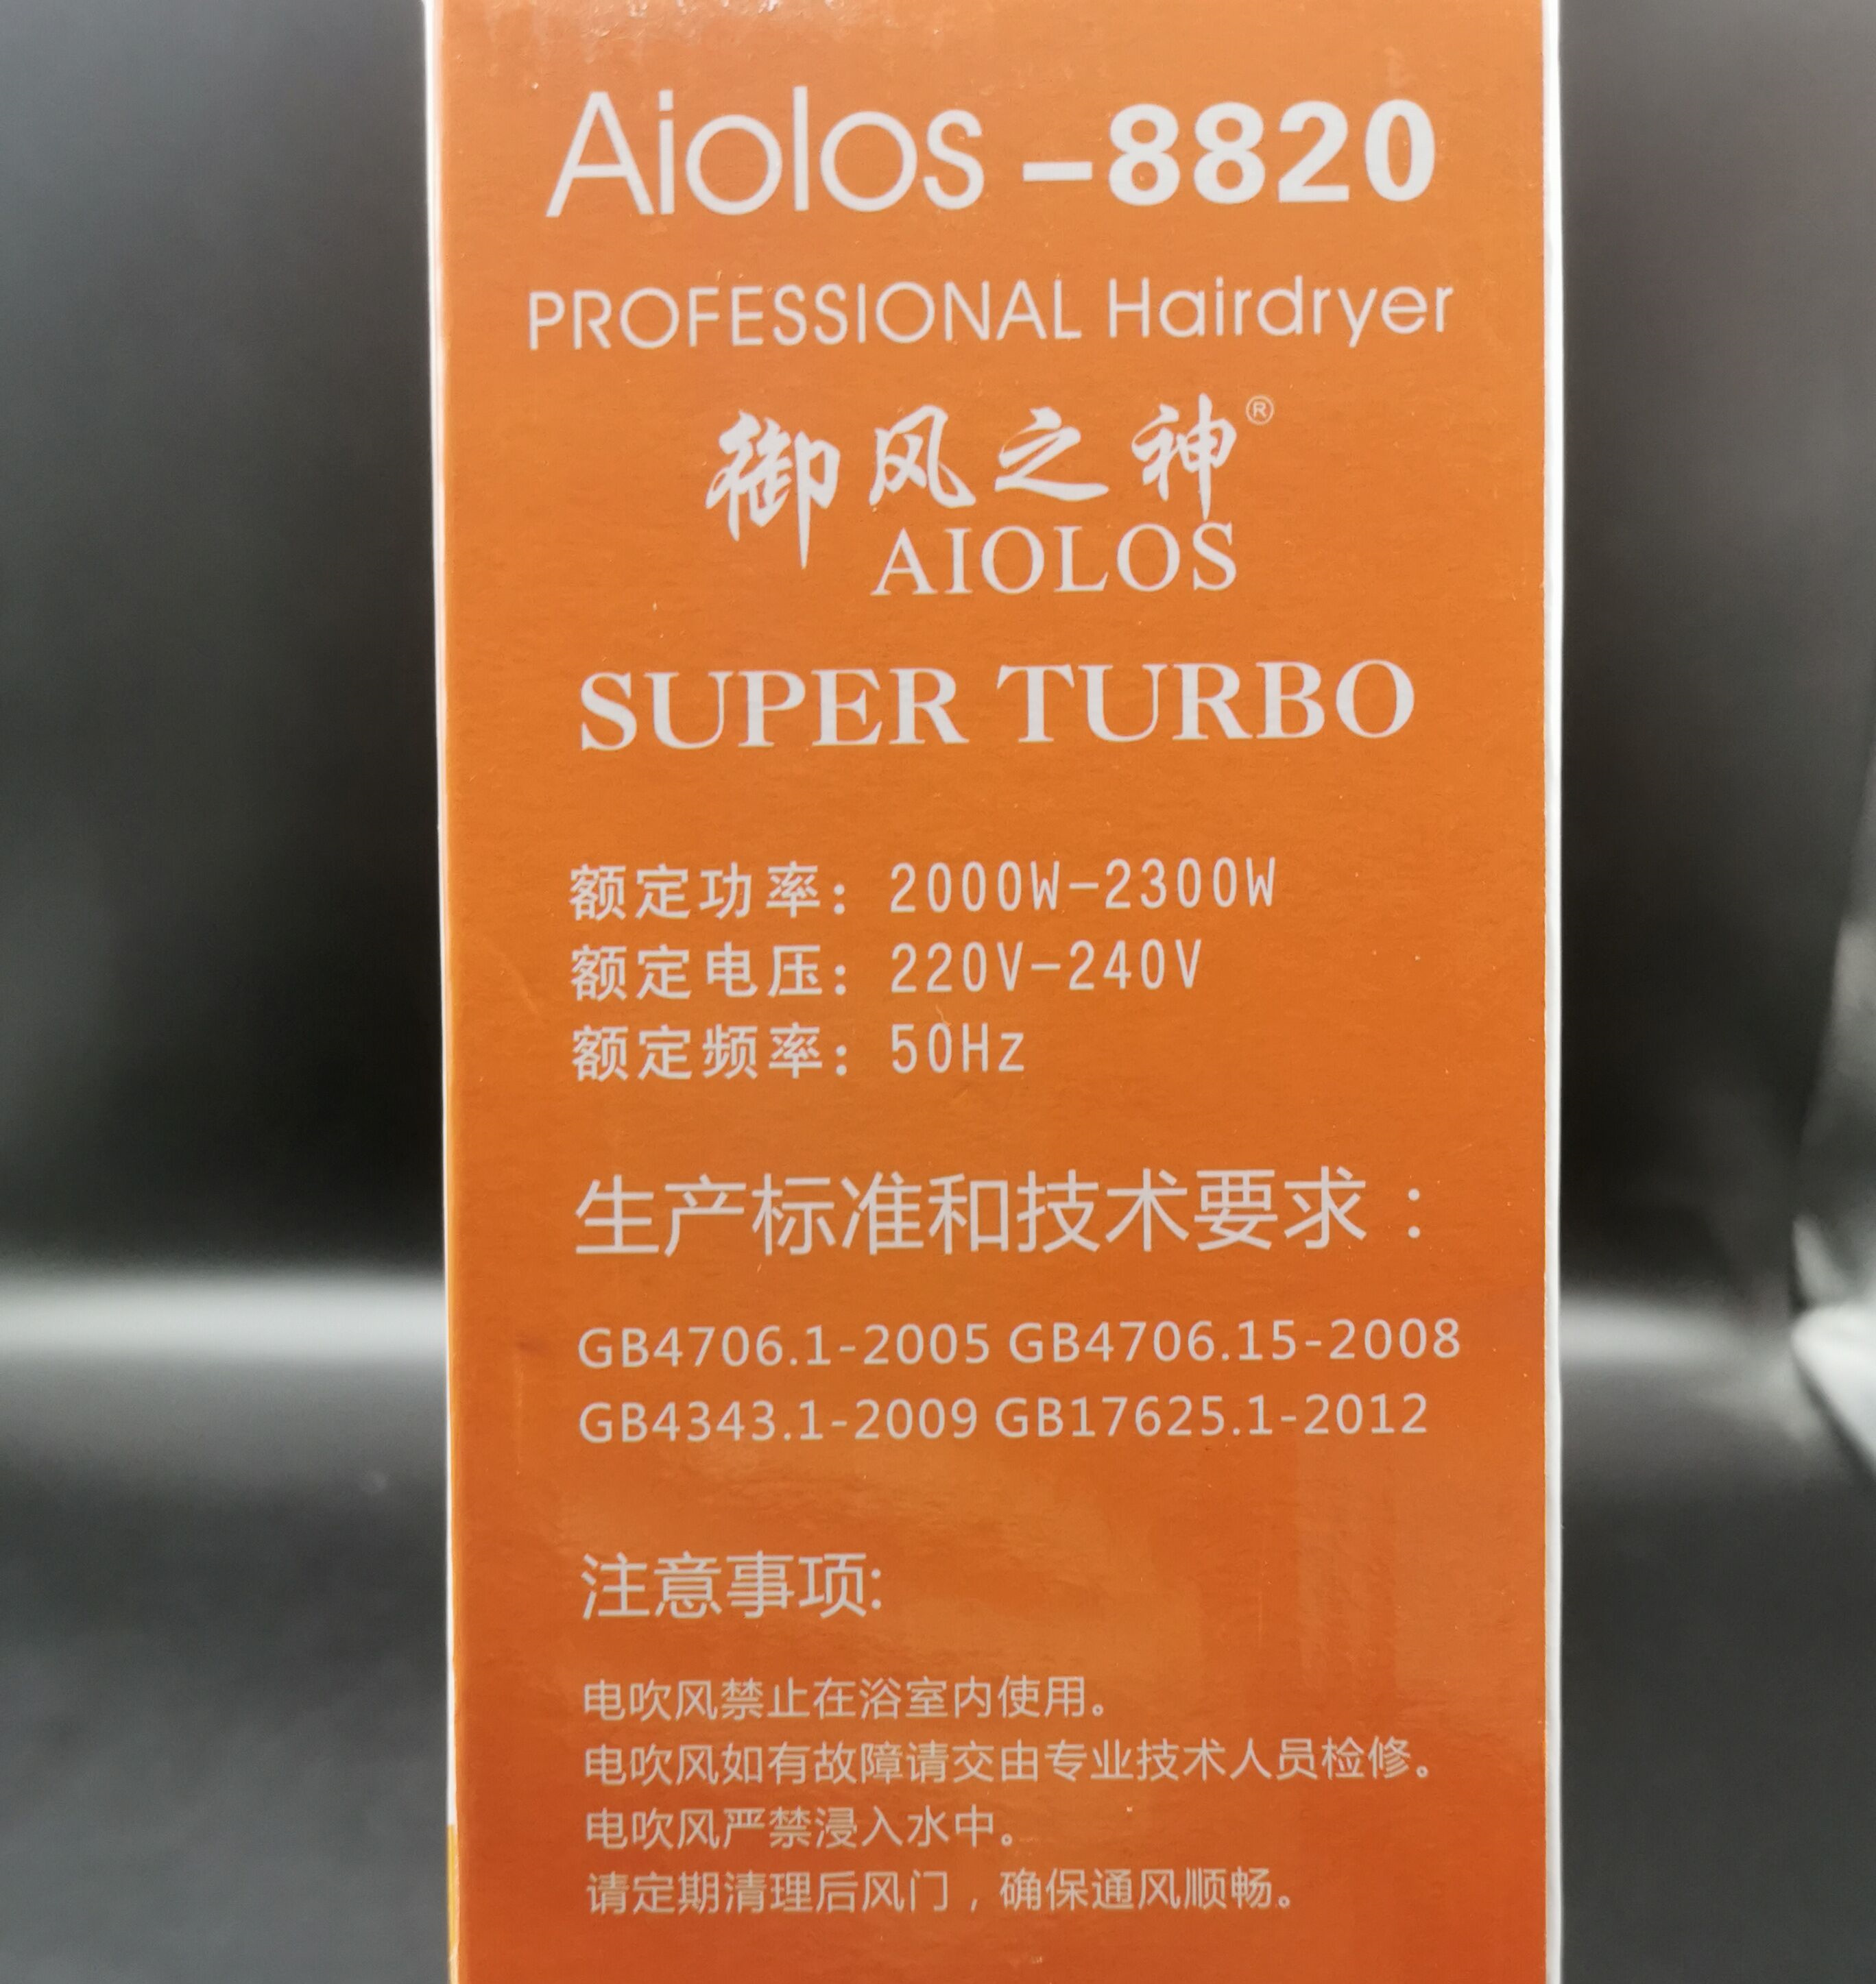 Aiolos -8820
PROFESSIONAL Hairdryer
御风之神®
AIOLOS
SUPER TURBO
额定功率: 2000W-2300W
额定电压: 220V-240V
额定频率: 50Hz
生产标准和技术要求：
GB4706.1-2005 GB4706.15-2008
GB4343.1-2009 GB17625.1-2012
注意事项:
电吹风禁止在浴室内使用。
电吹风如有故障请交由专业技术人员检修。
电吹风严禁浸入水中。
请定期清理后风门，确保通风顺畅。